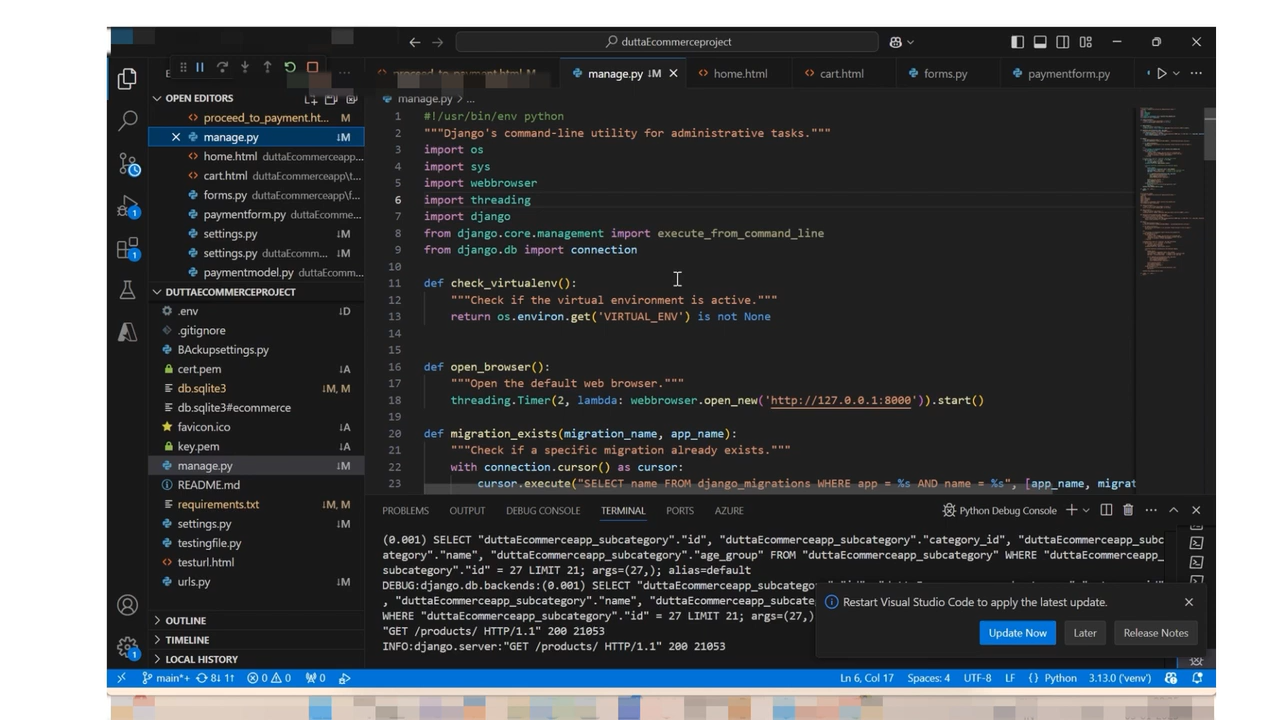 duttaEcommerceproject
proceed_to_payment.html M
manage.py ↓M
home.html
cart.html
forms.py
paymentform.py
OPEN EDITORS
proceed_to_payment.ht... M
manage.py ↓M
home.html duttaEcommerceapp...
cart.html duttaEcommerceapp\t...
forms.py duttaEcommerceapp\f...
paymentform.py duttaEcomme...
settings.py duttaEcomm...
settings.py duttaEcomm...
paymentmodel.py duttaEcomm...
DUTTAECOMMERCEPROJECT
.env ↓D
.gitignore
BAckupsettings.py
cert.pem ↓A
db.sqlite3 ↓M, M
db.sqlite3#ecommerce
favicon.ico ↓A
key.pem ↓A
manage.py ↓M
README.md
requirements.txt ↓M, M
settings.py ↓M
testingfile.py
testurl.html
urls.py ↓M
OUTLINE
TIMELINE
LOCAL HISTORY
manage.py > ...
1 #!/usr/bin/env python
2 """Django's command-line utility for administrative tasks."""
3 import os
4 import sys
5 import webbrowser
6 import threading
7 import django
8 from django.core.management import execute_from_command_line
9 from django.db import connection
10
11 def check_virtualenv():
12 """Check if the virtual environment is active."""
13 return os.environ.get('VIRTUAL_ENV') is not None
14
15
16 def open_browser():
17 """Open the default web browser."""
18 threading.Timer(2, lambda: webbrowser.open_new('http://127.0.0.1:8000')).start()
19
20 def migration_exists(migration_name, app_name):
21 """Check if a specific migration already exists."""
22 with connection.cursor() as cursor:
23 cursor.execute("SELECT name FROM django_migrations WHERE app = %s AND name = %s", [app_name, migrat
PROBLEMS OUTPUT DEBUG CONSOLE TERMINAL PORTS AZURE
Python Debug Console
(0.001) SELECT "duttaEcommerceapp_subcategory"."id", "duttaEcommerceapp_subcategory"."category_id", "duttaEcommerceapp_subc
ategory"."name", "duttaEcommerceapp_subcategory"."age_group" FROM "duttaEcommerceapp_subcategory" WHERE "duttaEcommerceapp_
subcategory"."id" = 27 LIMIT 21; args=(27,); alias=default
DEBUG:django.db.backends:(0.001) SELECT "duttaEcommerceapp_subcatego
, "duttaEcommerceapp_subcategory"."name", "duttaEcommerceapp_subcate
WHERE "duttaEcommerceapp_subcategory"."id" = 27 LIMIT 21; args=(27,)
"GET /products/ HTTP/1.1" 200 21053
INFO:django.server:"GET /products/ HTTP/1.1" 200 21053
Restart Visual Studio Code to apply the latest update.
Update Now
Later
Release Notes
main*+ 8↓ 1↑ 0 0 0
Ln 6, Col 17 Spaces: 4 UTF-8 LF {} Python 3.13.0 ('venv')